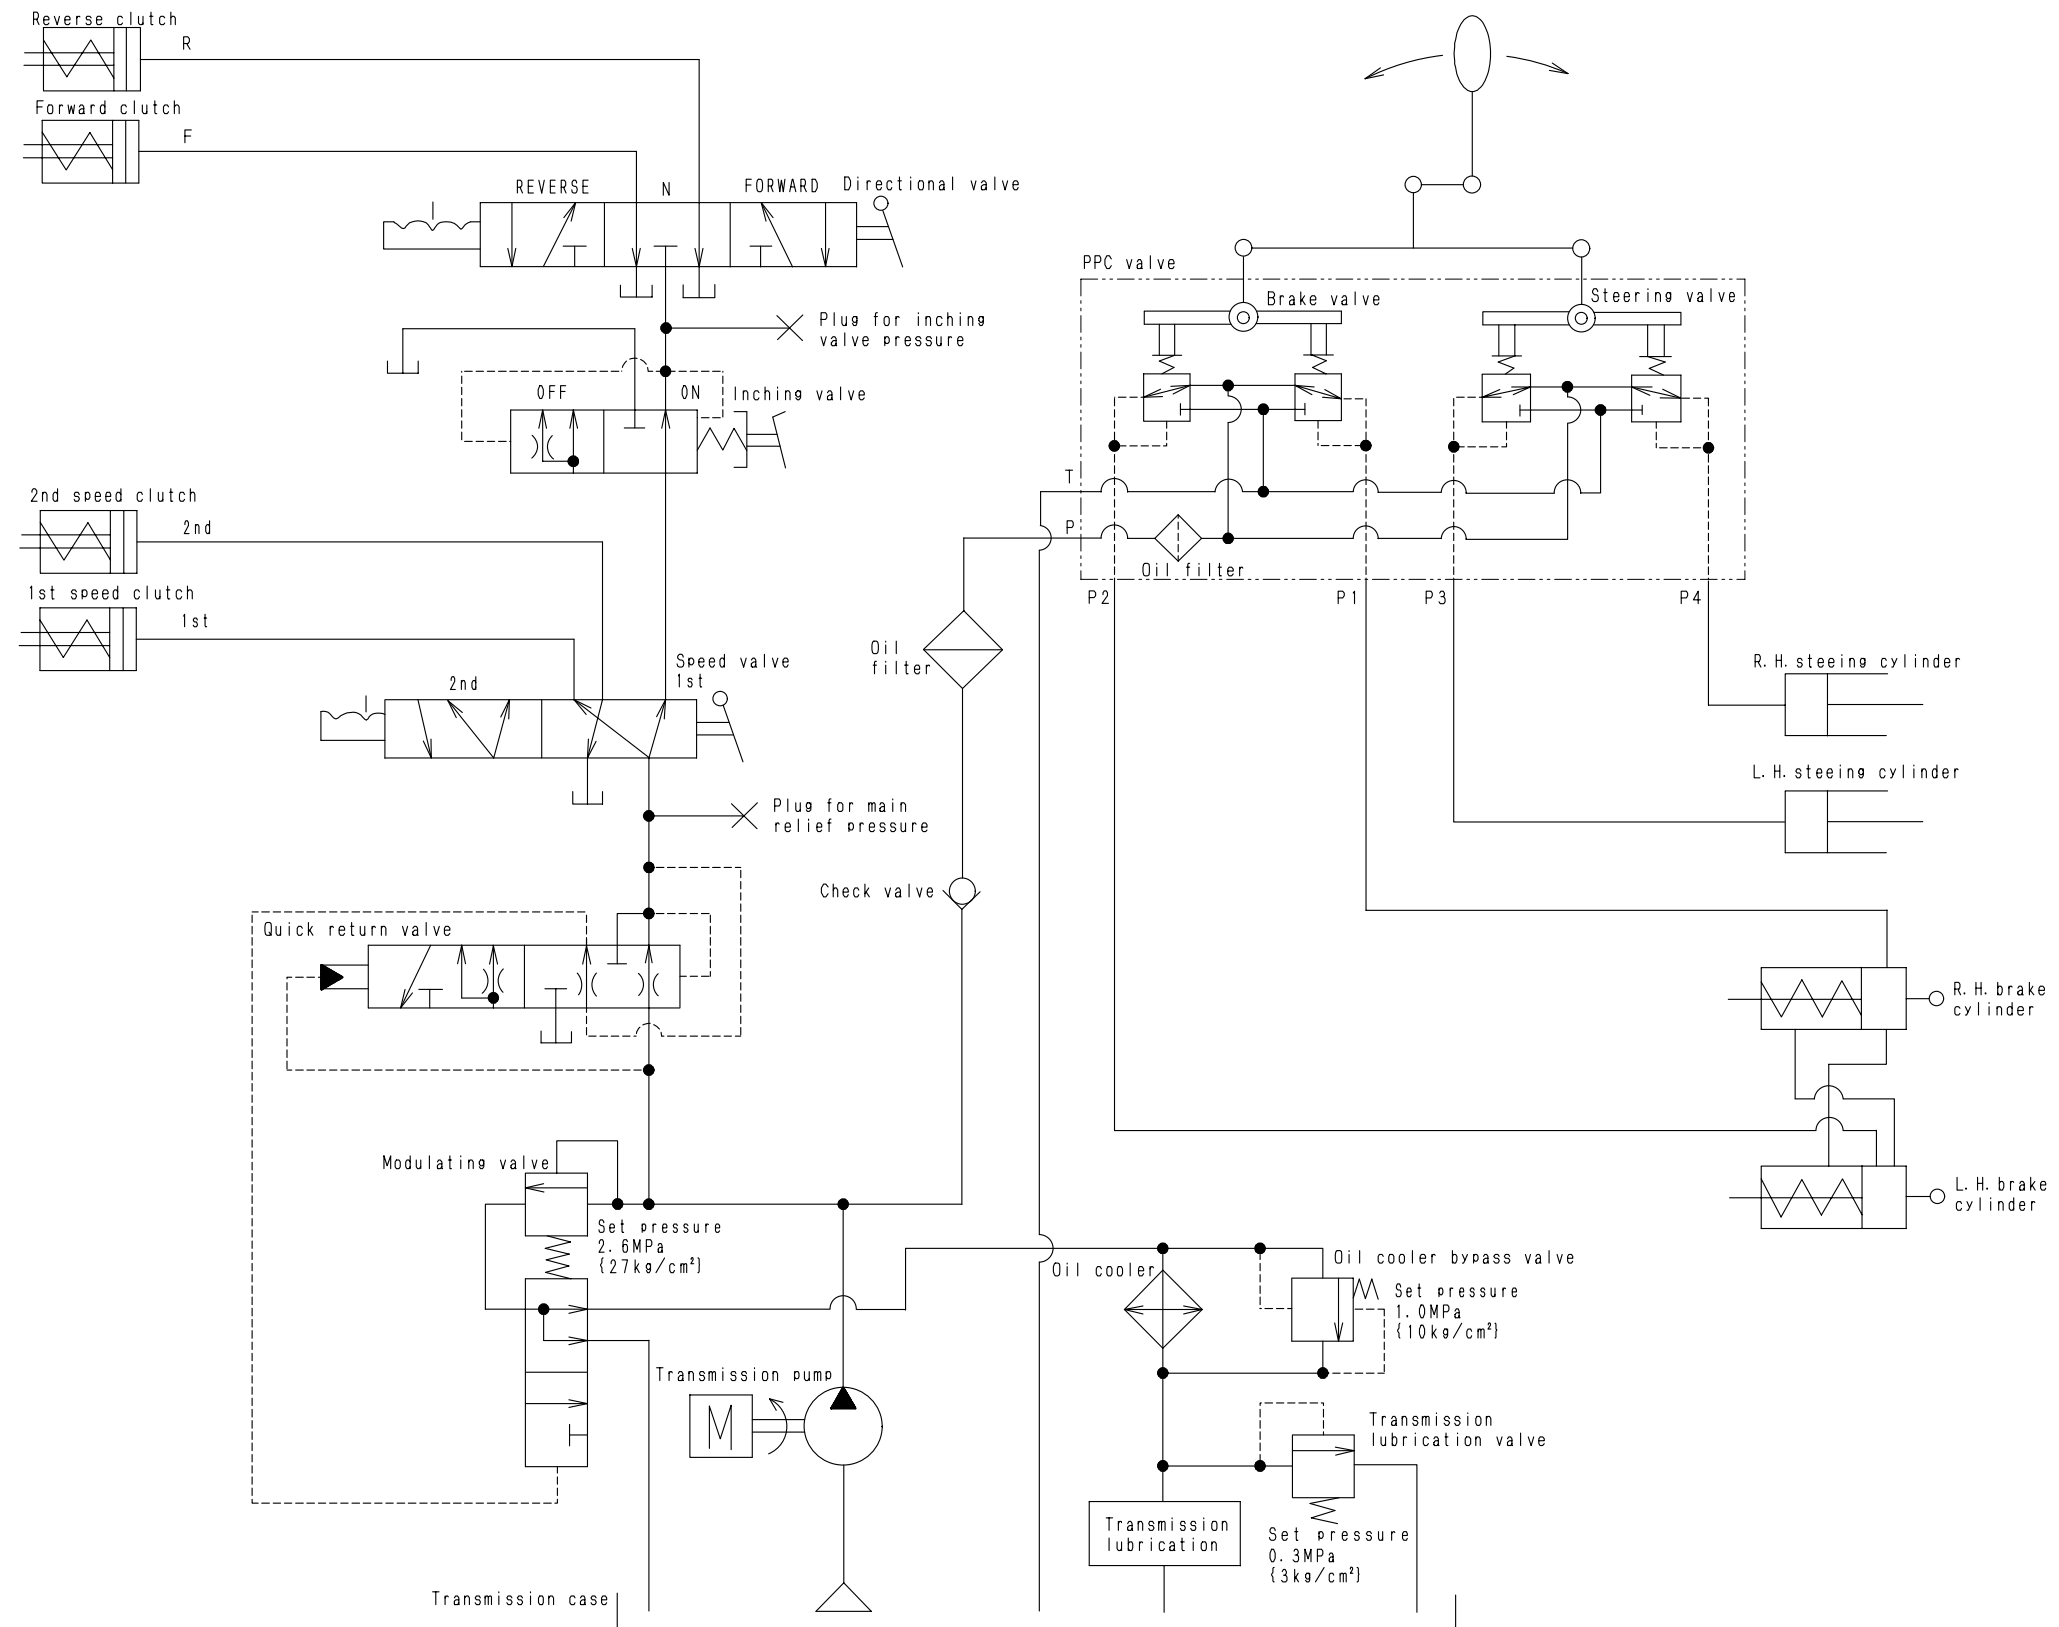 Reverse clutch
R
Forward clutch
F
REVERSE
N
FORWARD
Directional valve
Plug for inching
valve pressure
OFF
ON
Inching valve
2nd speed clutch
2nd
1st speed clutch
1st
Speed valve
1st
2nd
Plug for main
relief pressure
Quick return valve
Modulating valve
Set pressure
2.6MPa
{27kg/cm²}
Transmission pump
M
Transmission case
Oil
filter
Check valve
PPC valve
Brake valve
Steering valve
T
P
Oil filter
P2
P1
P3
P4
R.H.steeing cylinder
L.H.steeing cylinder
R.H.brake
cylinder
L.H.brake
cylinder
Oil cooler
Oil cooler bypass valve
Set pressure
1.0MPa
{10kg/cm²}
Transmission
lubrication valve
Transmission
lubrication
Set pressure
0.3MPa
{3kg/cm²}